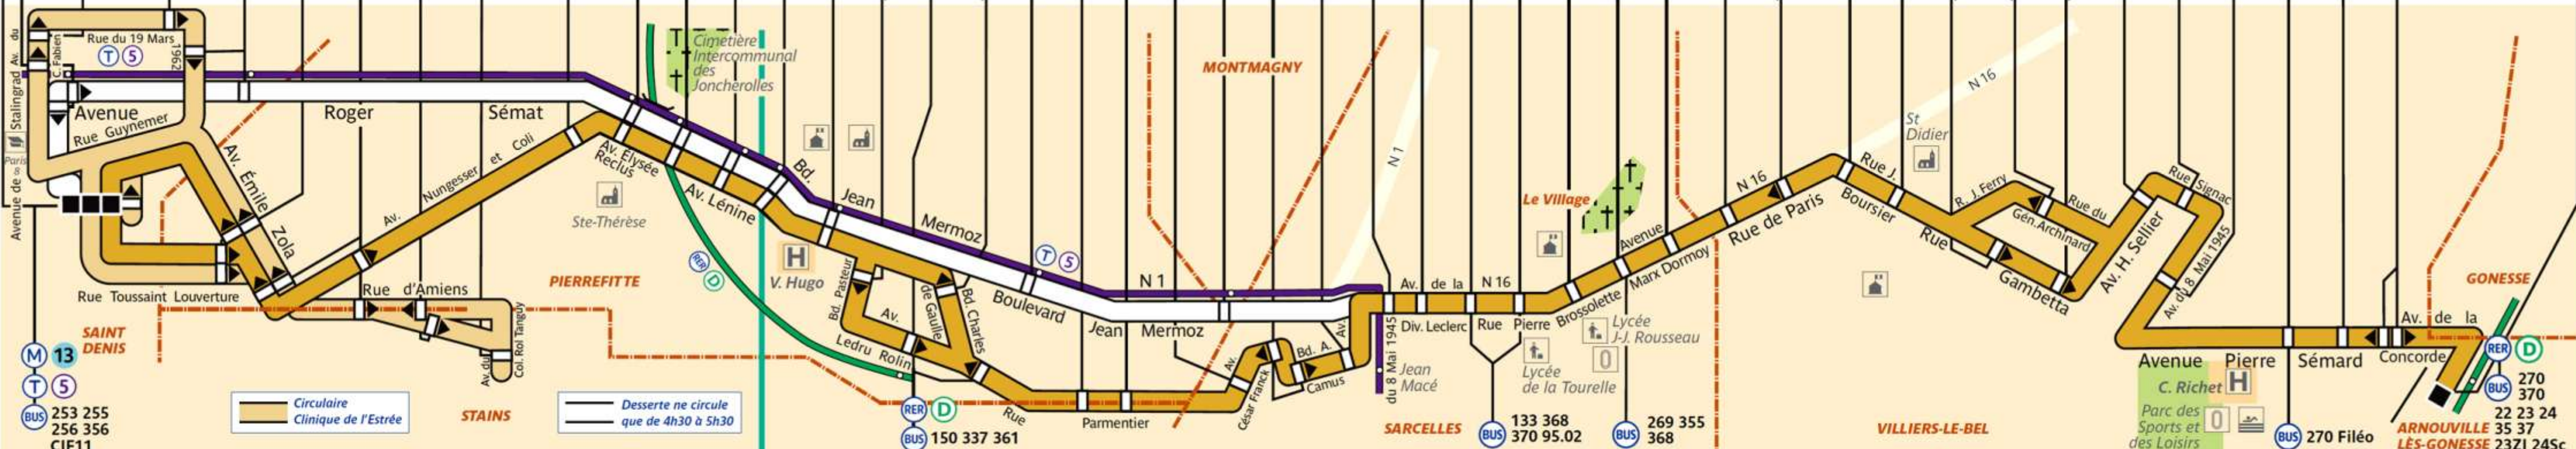 Av. du
C. Fabien
Rue du 19 Mars
1962
T 5
Avenue de Stalingrad
Paris
Avenue
Rue Guynemer
Roger
Sémat
Av. Émile
Zola
Rue Toussaint Louverture
SAINT
DENIS
M 13
T 5
BUS 253 255
256 356
CIF11
Av. Nungesser et Coli
Rue d'Amiens
Av. du
Col. Rol Tanguy
Circulaire
Clinique de l'Estrée
STAINS
Desserte ne circule
que de 4h30 à 5h30
Cimetière
Intercommunal
des
Joncherolles
Av. Élysée
Reclus
Ste-Thérèse
PIERREFITTE
RER D
Av. Lénine
Bd.
Jean
Mermoz
H
V. Hugo
Bd. Pasteur
Av.
Ledru Rolin
Bd. Charles
de Gaulle
RER D
BUS 150 337 361
Boulevard
Jean Mermoz
T 5
N 1
Rue
Parmentier
MONTMAGNY
N 1
Av.
César Franck
Bd. A.
Camus
Av.
du 8 Mai 1945
Jean
Macé
SARCELLES
Av. de la
Div. Leclerc
N 16
Rue Pierre Brossolette
Lycée
de la Tourelle
BUS 133 368
370 95.02
Lycée
J-J. Rousseau
BUS 269 355
368
Le Village
Avenue
Marx Dormoy
N 16
Rue de Paris
N 16
St
Didier
Rue J.
Boursier
Rue
Gambetta
R. J. Ferry
Rue du
Gén.Archinard
VILLIERS-LE-BEL
Av. H. Sellier
Rue Signac
Av. du 8 Mai 1945
Avenue Pierre Sémard
C. Richet H
Parc des
Sports et
des Loisirs
BUS 270 Filéo
Av. de la
Concorde
GONESSE
RER D
BUS 270
370
22 23 24
35 37
23ZI 24Sc
ARNOUVILLE
LÈS-GONESSE